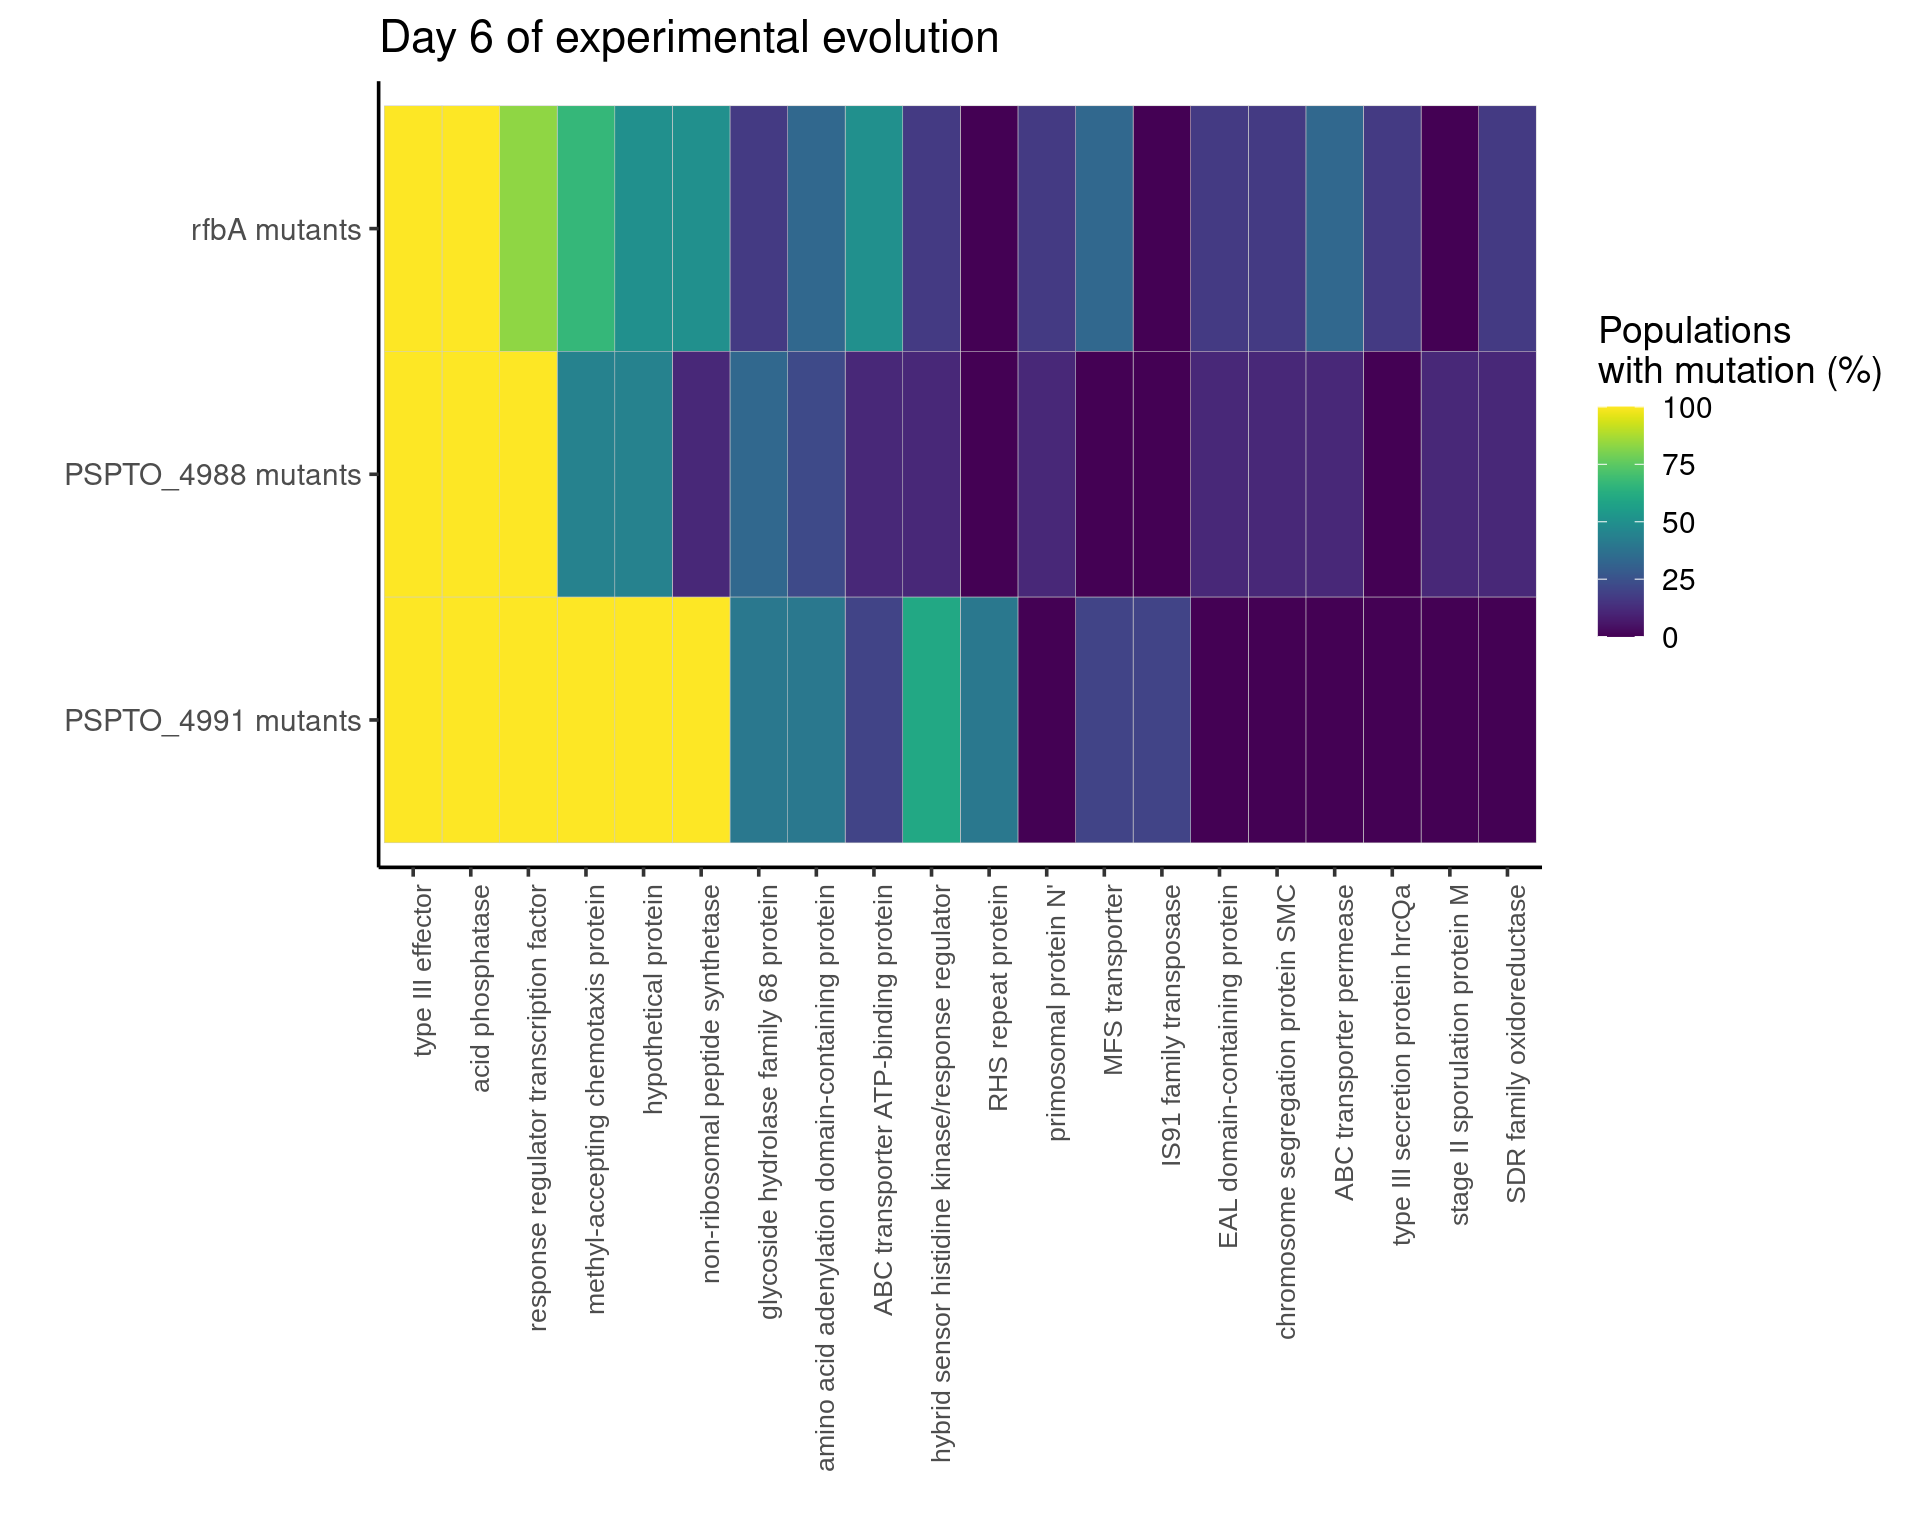 Day 6 of experimental evolution
rfbA mutants
PSPTO_4988 mutants
PSPTO_4991 mutants
Populations
with mutation (%)
100
75
50
25
0
type III effector
acid phosphatase
response regulator transcription factor
methyl-accepting chemotaxis protein
hypothetical protein
non-ribosomal peptide synthetase
glycoside hydrolase family 68 protein
amino acid adenylation domain-containing protein
ABC transporter ATP-binding protein
hybrid sensor histidine kinase/response regulator
RHS repeat protein
primosomal protein N'
MFS transporter
IS91 family transposase
EAL domain-containing protein
chromosome segregation protein SMC
ABC transporter permease
type III secretion protein hrcQa
stage II sporulation protein M
SDR family oxidoreductase